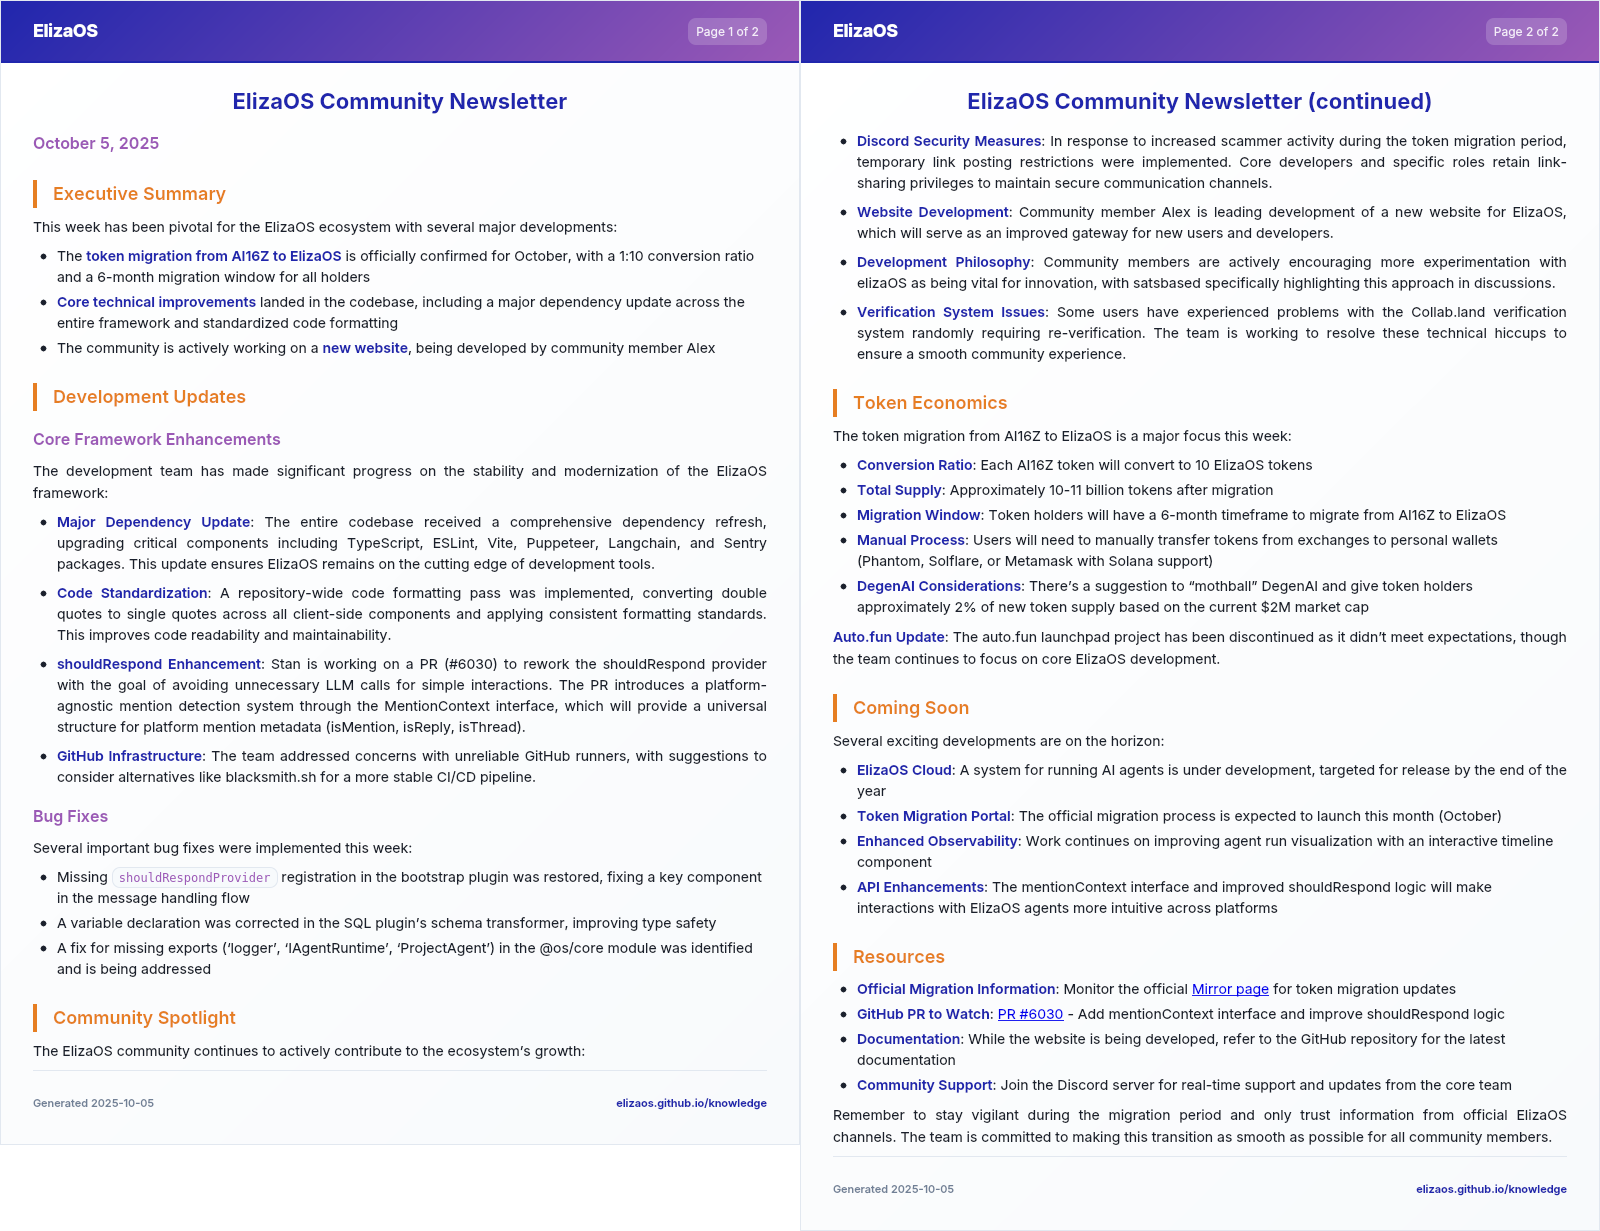 ElizaOS
Page 1 of 2
ElizaOS Community Newsletter
October 5, 2025
Executive Summary
This week has been pivotal for the ElizaOS ecosystem with several major developments:
• The token migration from AI16Z to ElizaOS is officially confirmed for October, with a 1:10 conversion ratio
and a 6-month migration window for all holders
• Core technical improvements landed in the codebase, including a major dependency update across the
entire framework and standardized code formatting
• The community is actively working on a new website, being developed by community member Alex
Development Updates
Core Framework Enhancements
The development team has made significant progress on the stability and modernization of the ElizaOS
framework:
• Major Dependency Update: The entire codebase received a comprehensive dependency refresh,
upgrading critical components including TypeScript, ESLint, Vite, Puppeteer, Langchain, and Sentry
packages. This update ensures ElizaOS remains on the cutting edge of development tools.
• Code Standardization: A repository-wide code formatting pass was implemented, converting double
quotes to single quotes across all client-side components and applying consistent formatting standards.
This improves code readability and maintainability.
• shouldRespond Enhancement: Stan is working on a PR (#6030) to rework the shouldRespond provider
with the goal of avoiding unnecessary LLM calls for simple interactions. The PR introduces a platform-
agnostic mention detection system through the MentionContext interface, which will provide a universal
structure for platform mention metadata (isMention, isReply, isThread).
• GitHub Infrastructure: The team addressed concerns with unreliable GitHub runners, with suggestions to
consider alternatives like blacksmith.sh for a more stable CI/CD pipeline.
Bug Fixes
Several important bug fixes were implemented this week:
• Missing shouldRespondProvider registration in the bootstrap plugin was restored, fixing a key component
in the message handling flow
• A variable declaration was corrected in the SQL plugin’s schema transformer, improving type safety
• A fix for missing exports (‘logger’, ‘IAgentRuntime’, ‘ProjectAgent’) in the @os/core module was identified
and is being addressed
Community Spotlight
The ElizaOS community continues to actively contribute to the ecosystem’s growth:
Generated 2025-10-05
elizaos.github.io/knowledge
ElizaOS
Page 2 of 2
ElizaOS Community Newsletter (continued)
• Discord Security Measures: In response to increased scammer activity during the token migration period,
temporary link posting restrictions were implemented. Core developers and specific roles retain link-
sharing privileges to maintain secure communication channels.
• Website Development: Community member Alex is leading development of a new website for ElizaOS,
which will serve as an improved gateway for new users and developers.
• Development Philosophy: Community members are actively encouraging more experimentation with
elizaOS as being vital for innovation, with satsbased specifically highlighting this approach in discussions.
• Verification System Issues: Some users have experienced problems with the Collab.land verification
system randomly requiring re-verification. The team is working to resolve these technical hiccups to
ensure a smooth community experience.
Token Economics
The token migration from AI16Z to ElizaOS is a major focus this week:
• Conversion Ratio: Each AI16Z token will convert to 10 ElizaOS tokens
• Total Supply: Approximately 10-11 billion tokens after migration
• Migration Window: Token holders will have a 6-month timeframe to migrate from AI16Z to ElizaOS
• Manual Process: Users will need to manually transfer tokens from exchanges to personal wallets
(Phantom, Solflare, or Metamask with Solana support)
• DegenAI Considerations: There’s a suggestion to “mothball” DegenAI and give token holders
approximately 2% of new token supply based on the current $2M market cap
Auto.fun Update: The auto.fun launchpad project has been discontinued as it didn’t meet expectations, though
the team continues to focus on core ElizaOS development.
Coming Soon
Several exciting developments are on the horizon:
• ElizaOS Cloud: A system for running AI agents is under development, targeted for release by the end of the
year
• Token Migration Portal: The official migration process is expected to launch this month (October)
• Enhanced Observability: Work continues on improving agent run visualization with an interactive timeline
component
• API Enhancements: The mentionContext interface and improved shouldRespond logic will make
interactions with ElizaOS agents more intuitive across platforms
Resources
• Official Migration Information: Monitor the official Mirror page for token migration updates
• GitHub PR to Watch: PR #6030 - Add mentionContext interface and improve shouldRespond logic
• Documentation: While the website is being developed, refer to the GitHub repository for the latest
documentation
• Community Support: Join the Discord server for real-time support and updates from the core team
Remember to stay vigilant during the migration period and only trust information from official ElizaOS
channels. The team is committed to making this transition as smooth as possible for all community members.
Generated 2025-10-05
elizaos.github.io/knowledge